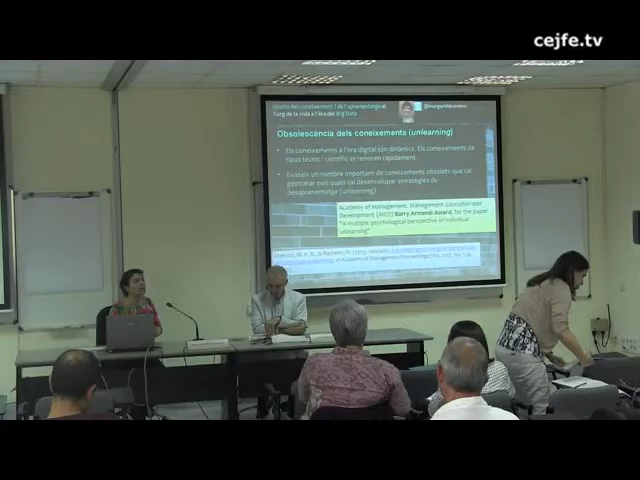 cejfe.tv
Gestió del coneixement i de l'aprenentatge al
llarg de la vida a l'era del BigData
@margaridaromero
Obsolescència dels coneixements (unlearning)
Els coneixements a l'era digital són dinàmics. Els coneixements de
tipus tècnic i científic es renoven ràpidament.
Existeix un nombre important de coneixements obsolets que cal
gestionar pels quals cal desenvolupar estratègies de
desaprenentatge (unlearning).
Academy of Management, Management Education and
Development (MED) Barry Armandi Award, for the paper
"A multiple psychological perspective of individual
unlearning"